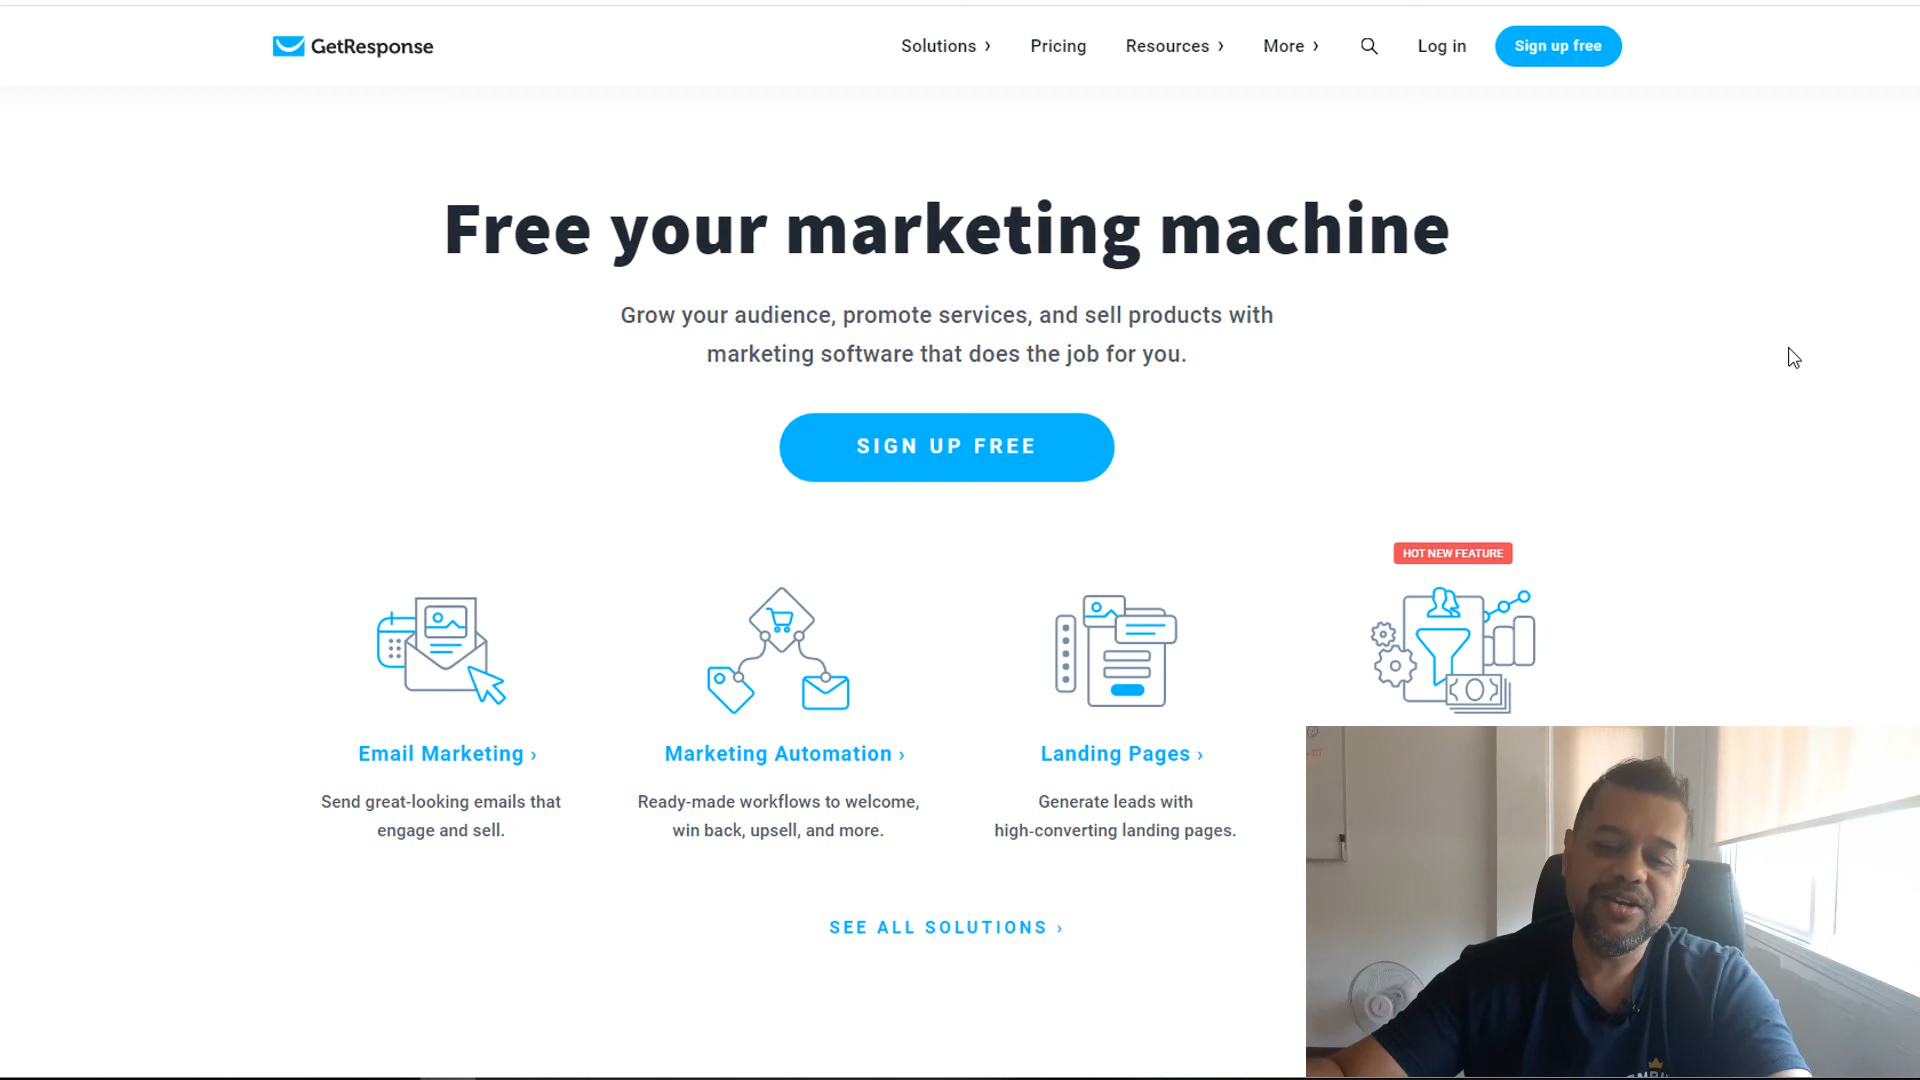 GetResponse
Solutions ›
Pricing
Resources ›
More ›
Log in
Sign up free
Free your marketing machine
Grow your audience, promote services, and sell products with
marketing software that does the job for you.
SIGN UP FREE
HOT NEW FEATURE
Email Marketing ›
Marketing Automation ›
Landing Pages ›
Send great-looking emails that
engage and sell.
Ready-made workflows to welcome,
win back, upsell, and more.
Generate leads with
high-converting landing pages.
SEE ALL SOLUTIONS ›